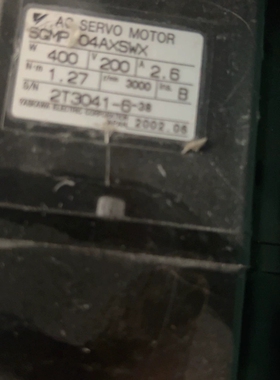 AC SERVO MOTOR
SGMP 04AXSWX
W 400 V 200 A 2.6
N·m 1.27 r/min 3000 Ins. B
S/N 2T3041-6-38
YASKAWA ELECTRIC CORPORATION
JAPAN 2002.06